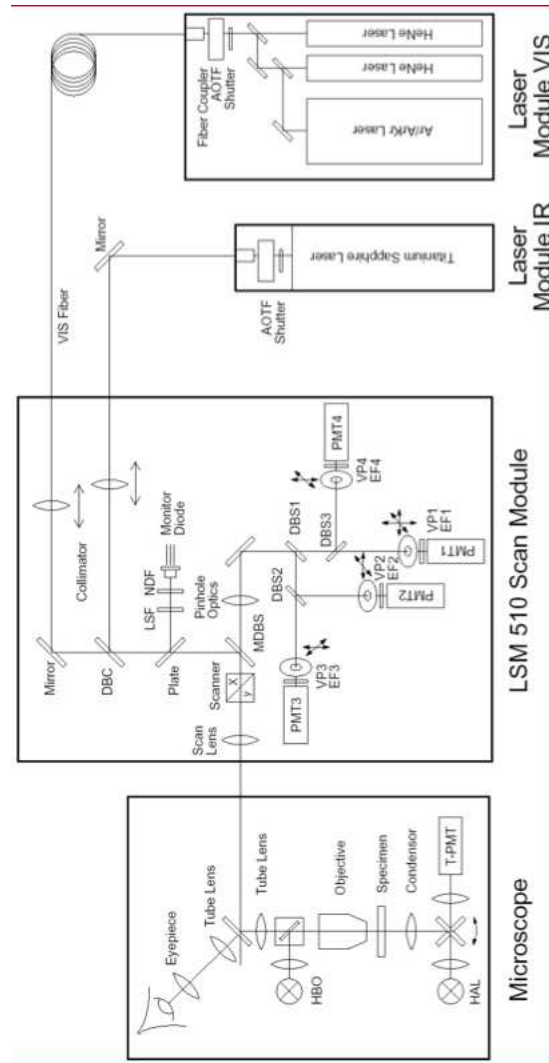 Fiber Coupler
AOTF
Shutter
HeNe Laser
HeNe Laser
Ar/ArKr Laser
Laser
Module VIS
Mirror
VIS Fiber
AOTF
Shutter
Titanium Sapphire Laser
Laser
Module IR
Collimator
Mirror
DBC
Plate
LSF
NDF
Monitor
Diode
Pinhole
Optics
MDBS
Scanner
X
y
Scan
Lens
DBS1
DBS2
DBS3
PMT4
VP4
EF4
VP1
EF1
PMT1
VP2
EF2
PMT2
VP3
EF3
PMT3
LSM 510 Scan Module
Eyepiece
Tube Lens
Tube Lens
HBO
Objective
Specimen
Condensor
T-PMT
HAL
Microscope